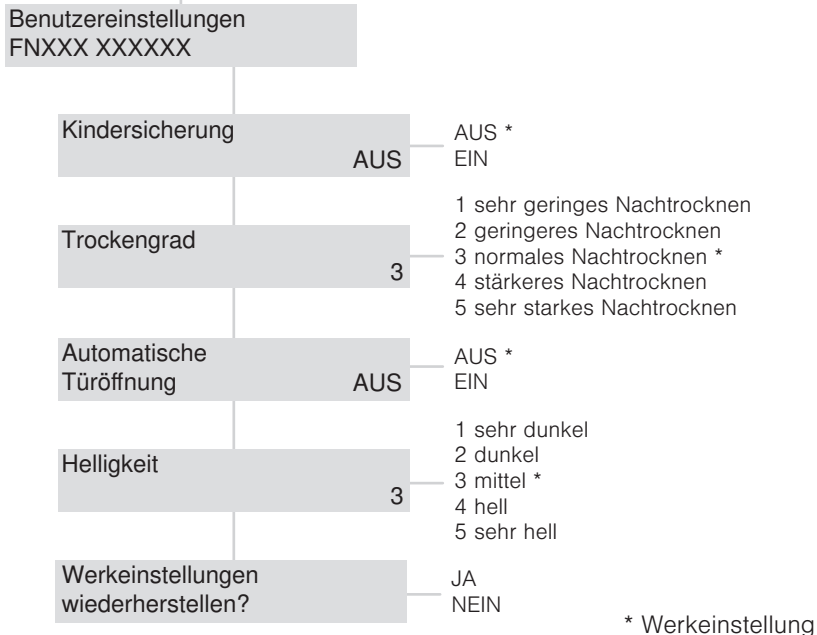 Benutzereinstellungen
FNXXX XXXXXX
Kindersicherung
AUS
AUS *
EIN
Trockengrad
3
1 sehr geringes Nachtrocknen
2 geringeres Nachtrocknen
3 normales Nachtrocknen *
4 stärkeres Nachtrocknen
5 sehr starkes Nachtrocknen
Automatische
Türöffnung AUS
AUS *
EIN
Helligkeit
3
1 sehr dunkel
2 dunkel
3 mittel *
4 hell
5 sehr hell
Werkeinstellungen
wiederherstellen?
JA
NEIN
* Werkeinstellung